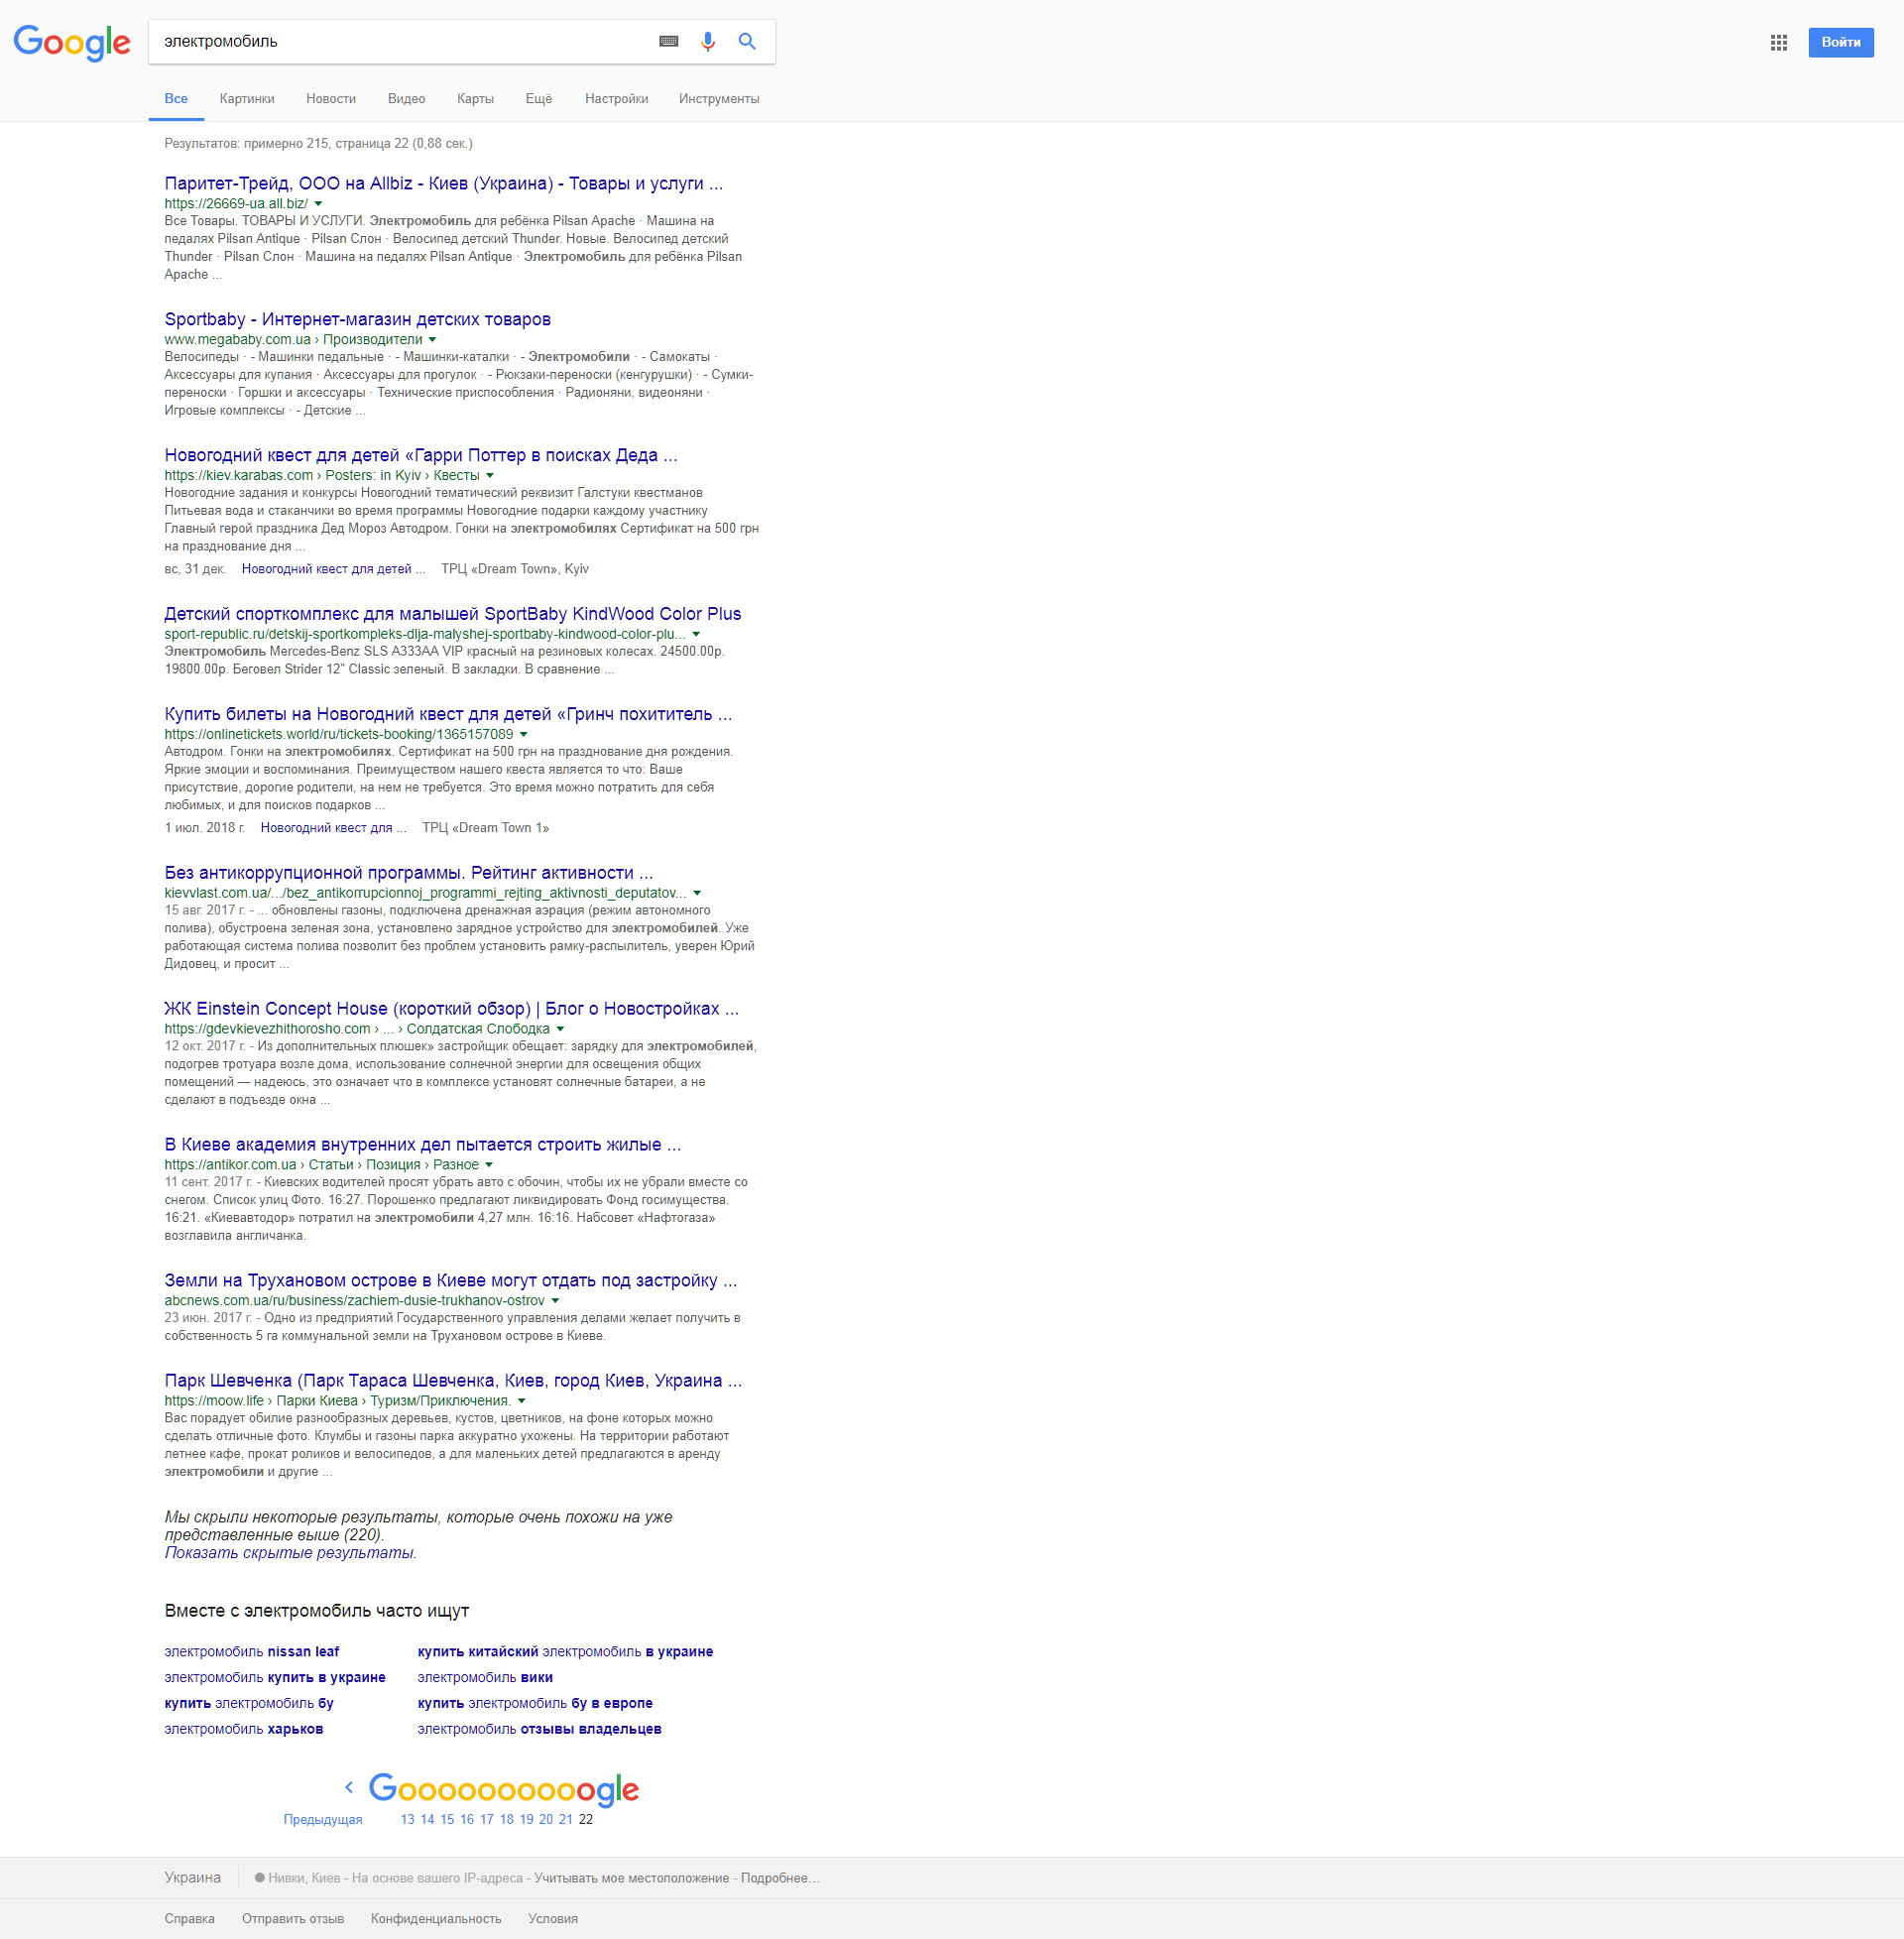 Google
электромобиль
Войти
Все Картинки Новости Видео Карты Ещё Настройки Инструменты
Результатов: примерно 215, страница 22 (0,88 сек.)
Паритет-Трейд, ООО на Allbiz - Киев (Украина) - Товары и услуги ...
https://26669-ua.all.biz/
Все Товары. ТОВАРЫ И УСЛУГИ. Электромобиль для ребёнка Pilsan Apache · Машина на
педалях Pilsan Antique · Pilsan Слон · Велосипед детский Thunder. Новые. Велосипед детский
Thunder · Pilsan Слон · Машина на педалях Pilsan Antique · Электромобиль для ребёнка Pilsan
Apache ...
Sportbaby - Интернет-магазин детских товаров
www.megababy.com.ua › Производители
Велосипеды · - Машинки педальные · - Машинки-каталки · - Электромобили · - Самокаты ·
Аксессуары для купания · Аксессуары для прогулок · - Рюкзаки-переноски (кенгурушки) · - Сумки-
переноски · Горшки и аксессуары · Технические приспособления · Радионяни, видеоняни ·
Игровые комплексы · - Детские ...
Новогодний квест для детей «Гарри Поттер в поисках Деда ...
https://kiev.karabas.com › Posters: in Kyiv › Квесты
Новогодние задания и конкурсы Новогодний тематический реквизит Галстуки квестманов
Питьевая вода и стаканчики во время программы Новогодние подарки каждому участнику
Главный герой праздника Дед Мороз Автодром. Гонки на электромобилях Сертификат на 500 грн
на празднование дня ...
вс, 31 дек. Новогодний квест для детей ... ТРЦ «Dream Town», Kyiv
Детский спорткомплекс для малышей SportBaby KindWood Color Plus
sport-republic.ru/detskij-sportkompleks-dlja-malyshej-sportbaby-kindwood-color-plu...
Электромобиль Mercedes-Benz SLS A333AA VIP красный на резиновых колесах. 24500.00р.
19800.00р. Беговел Strider 12" Classic зеленый. В закладки. В сравнение ...
Купить билеты на Новогодний квест для детей «Гринч похититель ...
https://onlinetickets.world/ru/tickets-booking/1365157089
Автодром. Гонки на электромобилях. Сертификат на 500 грн на празднование дня рождения.
Яркие эмоции и воспоминания. Преимуществом нашего квеста является то что: Ваше
присутствие, дорогие родители, на нем не требуется. Это время можно потратить для себя
любимых, и для поисков подарков ...
1 июл. 2018 г. Новогодний квест для ... ТРЦ «Dream Town 1»
Без антикоррупционной программы. Рейтинг активности ...
kievvlast.com.ua/.../bez_antikorrupcionnoj_programmi_rejting_aktivnosti_deputatov...
15 авг. 2017 г. - ... обновлены газоны, подключена дренажная аэрация (режим автономного
полива), обустроена зеленая зона, установлено зарядное устройство для электромобилей. Уже
работающая система полива позволит без проблем установить рамку-распылитель, уверен Юрий
Дидовец, и просит ...
ЖК Einstein Concept House (короткий обзор) | Блог о Новостройках ...
https://gdevkievezhithorosho.com › ... › Солдатская Слободка
12 окт. 2017 г. - Из дополнительных плюшек» застройщик обещает: зарядку для электромобилей,
подогрев тротуара возле дома, использование солнечной энергии для освещения общих
помещений — надеюсь, это означает что в комплексе установят солнечные батареи, а не
сделают в подъезде окна ...
В Киеве академия внутренних дел пытается строить жилые ...
https://antikor.com.ua › Статьи › Позиция › Разное
11 сент. 2017 г. - Киевских водителей просят убрать авто с обочин, чтобы их не убрали вместе со
снегом. Список улиц Фото. 16:27. Порошенко предлагают ликвидировать Фонд госимущества.
16:21. «Киевавтодор» потратил на электромобили 4,27 млн. 16:16. Набсовет «Нафтогаза»
возглавила англичанка.
Земли на Трухановом острове в Киеве могут отдать под застройку ...
abcnews.com.ua/ru/business/zachiem-dusie-trukhanov-ostrov
23 июн. 2017 г. - Одно из предприятий Государственного управления делами желает получить в
собственность 5 га коммунальной земли на Трухановом острове в Киеве.
Парк Шевченка (Парк Тараса Шевченка, Киев, город Киев, Украина ...
https://moow.life › Парки Киева › Туризм/Приключения.
Вас порадует обилие разнообразных деревьев, кустов, цветников, на фоне которых можно
сделать отличные фото. Клумбы и газоны парка аккуратно ухожены. На территории работают
летнее кафе, прокат роликов и велосипедов, а для маленьких детей предлагаются в аренду
электромобили и другие ...
Мы скрыли некоторые результаты, которые очень похожи на уже
представленные выше (220).
Показать скрытые результаты.
Вместе с электромобиль часто ищут
электромобиль nissan leaf купить китайский электромобиль в украине
электромобиль купить в украине электромобиль вики
купить электромобиль бу купить электромобиль бу в европе
электромобиль харьков электромобиль отзывы владельцев
Goooooooooogle
Предыдущая 13 14 15 16 17 18 19 20 21 22
Украина Нивки, Киев - На основе вашего IP-адреса - Учитывать мое местоположение - Подробнее...
Справка Отправить отзыв Конфиденциальность Условия